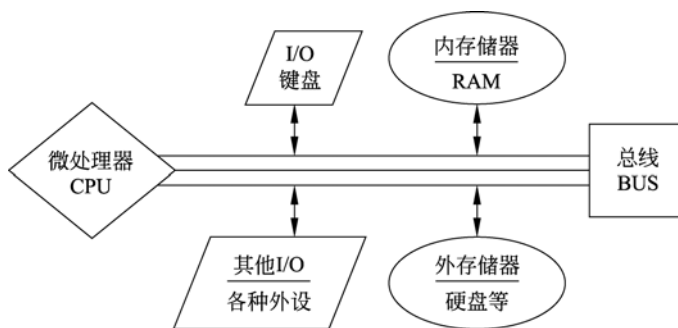 I/O
键盘
内存储器
RAM
微处理器
CPU
总线
BUS
其他I/O
各种外设
外存储器
硬盘等